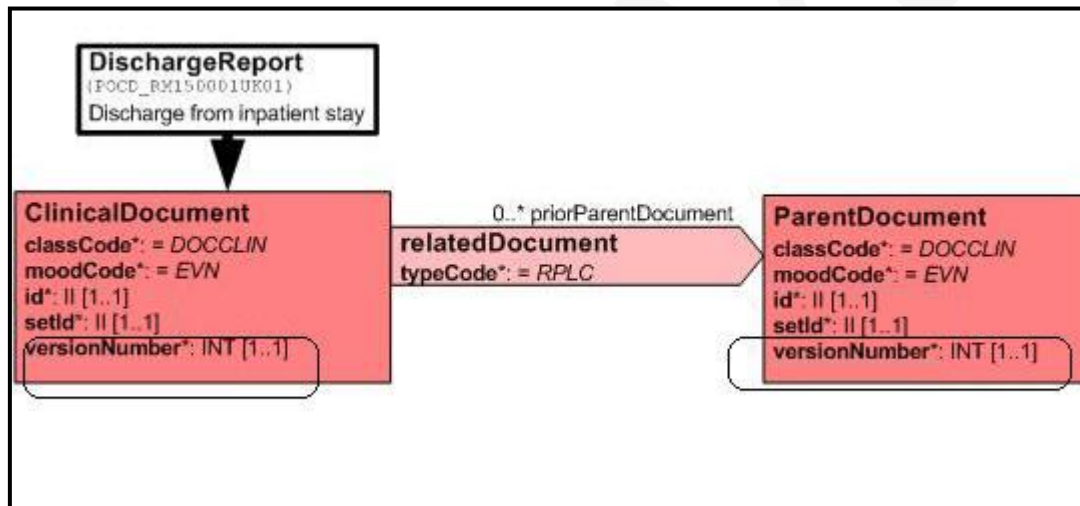 DischargeReport
(POCD_RM150001UK01)
Discharge from inpatient stay
ClinicalDocument
classCode*: = DOCCLIN
moodCode*: = EVN
id*: II [1..1]
setId*: II [1..1]
versionNumber*: INT [1..1]
0..* priorParentDocument
relatedDocument
typeCode*: = RPLC
ParentDocument
classCode*: = DOCCLIN
moodCode*: = EVN
id*: II [1..1]
setId*: II [1..1]
versionNumber*: INT [1..1]